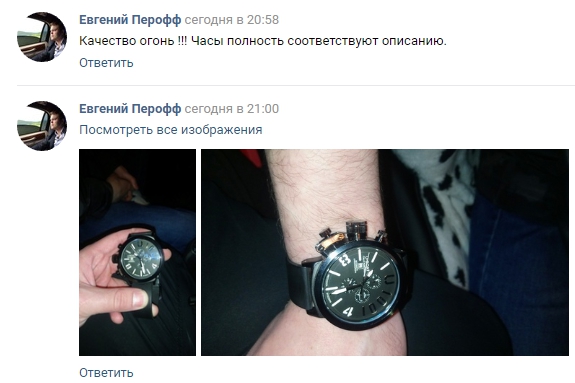 Евгений Перофф сегодня в 20:58
Качество огонь !!! Часы полность соответствуют описанию.
Ответить
Евгений Перофф сегодня в 21:00
Посмотреть все изображения
Ответить